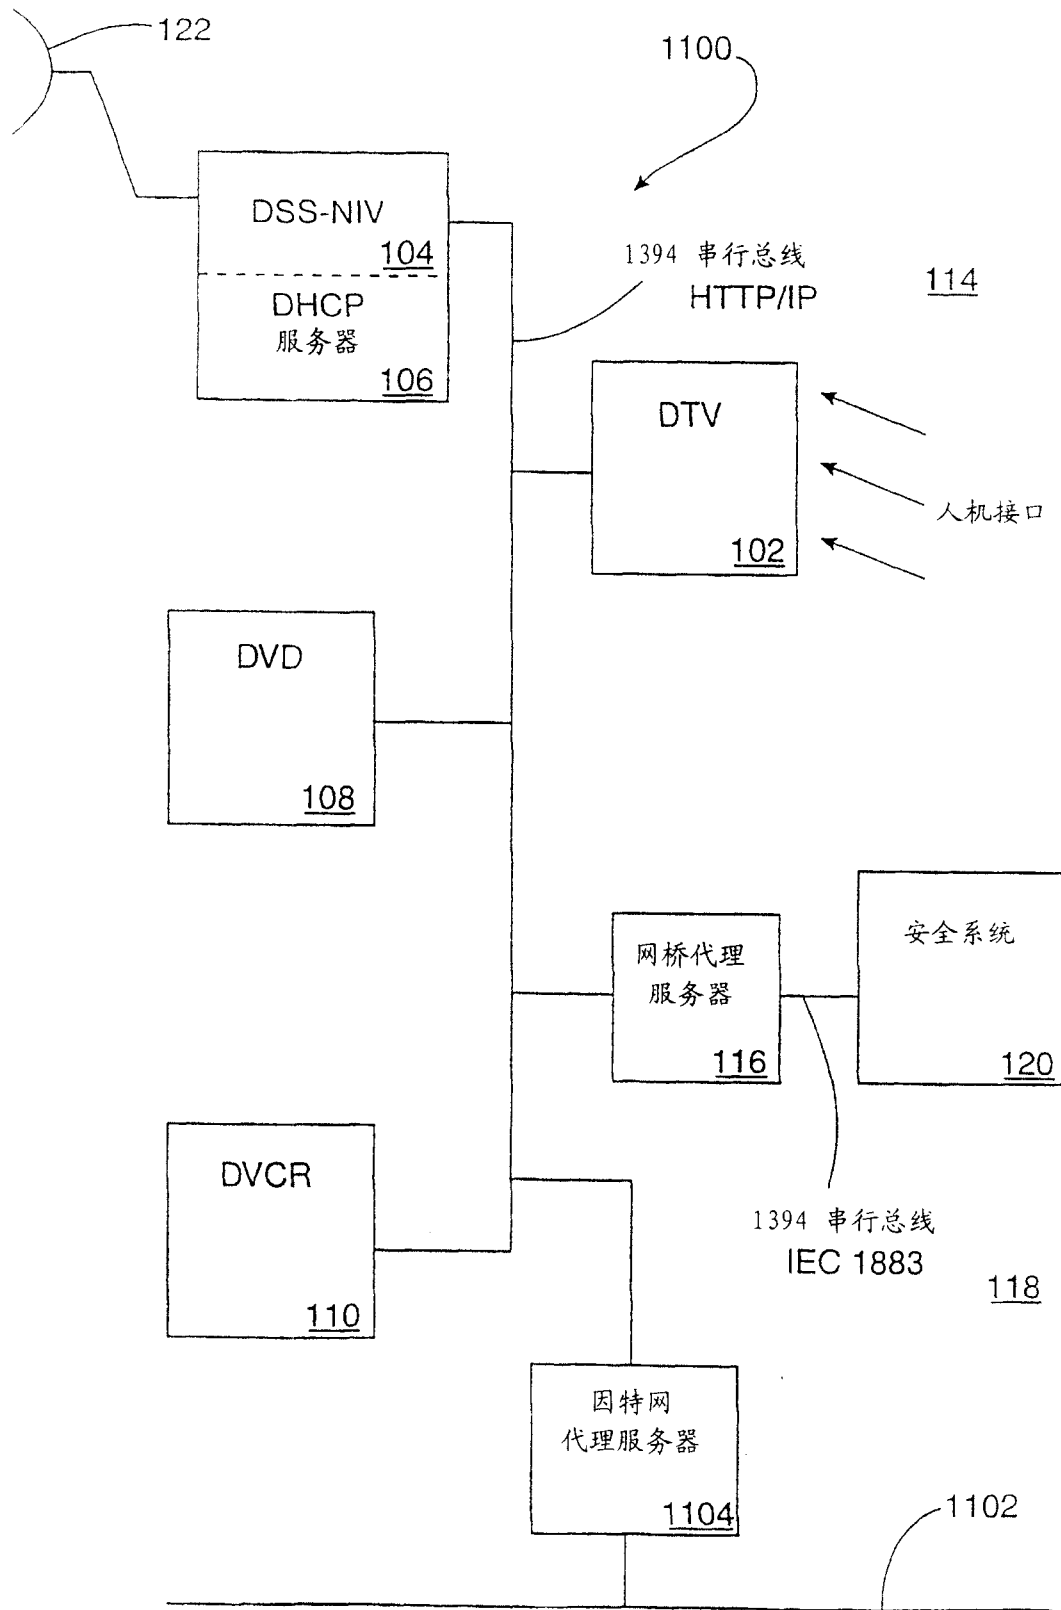 122
1100
DSS-NIV
104
DHCP
服务器
106
1394 串行总线
HTTP/IP
114
DTV
102
人机接口
DVD
108
网桥代理
服务器
116
安全系统
120
1394 串行总线
IEC 1883
118
DVCR
110
因特网
代理服务器
1104
1102